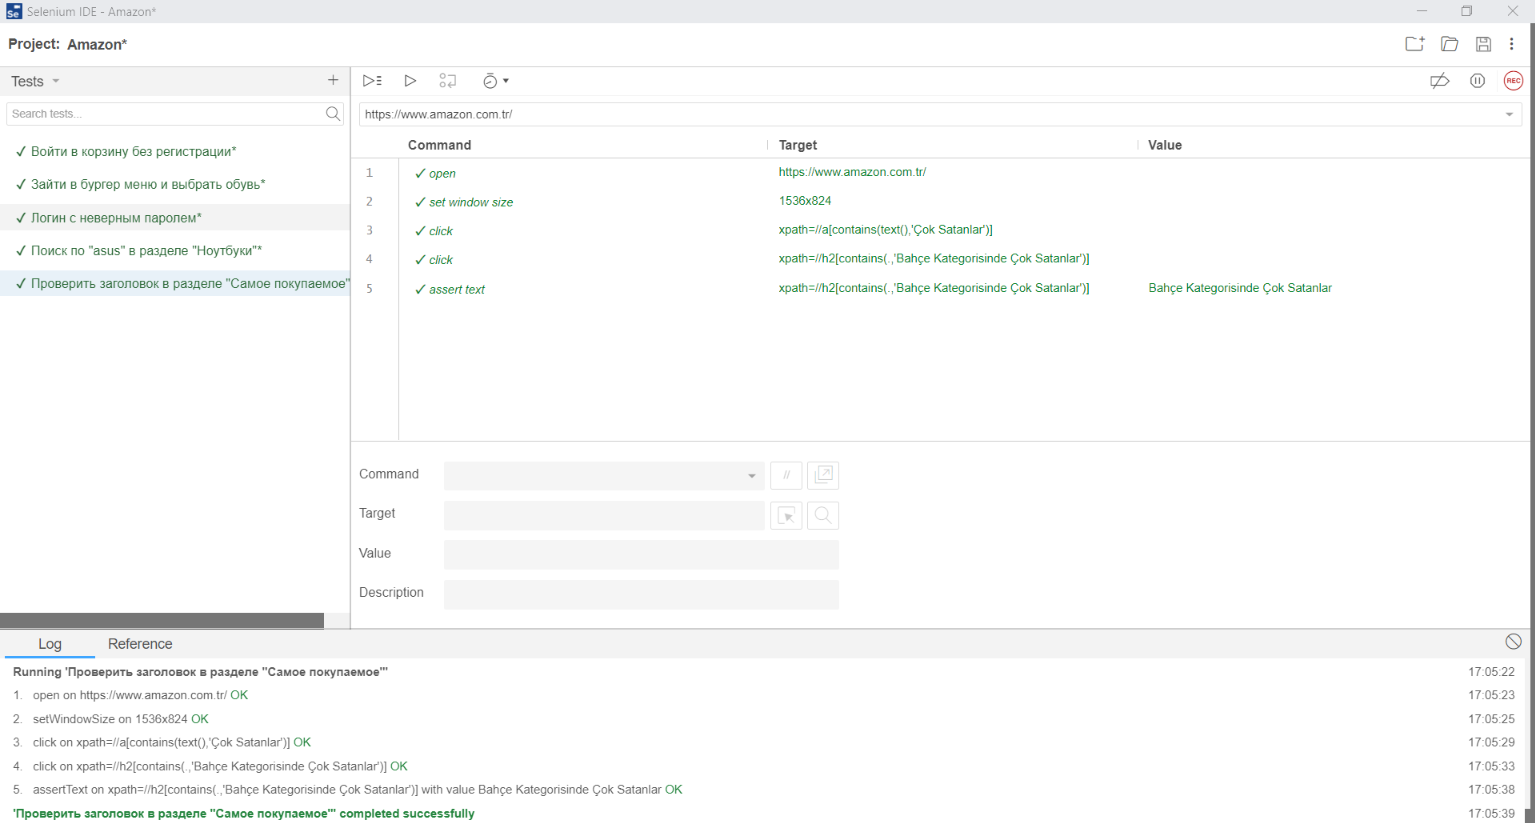 Selenium IDE - Amazon*
Project: Amazon*
Tests
Search tests...
https://www.amazon.com.tr/
✓ Войти в корзину без регистрации*
✓ Зайти в бургер меню и выбрать обувь*
✓ Логин с неверным паролем*
✓ Поиск по "asus" в разделе "Ноутбуки"*
✓ Проверить заголовок в разделе "Самое покупаемое"
REC
Command Target Value
1 ✓ open https://www.amazon.com.tr/
2 ✓ set window size 1536x824
3 ✓ click xpath=//a[contains(text(),'Çok Satanlar')]
4 ✓ click xpath=//h2[contains(.,'Bahçe Kategorisinde Çok Satanlar')]
5 ✓ assert text xpath=//h2[contains(.,'Bahçe Kategorisinde Çok Satanlar')] Bahçe Kategorisinde Çok Satanlar
Command //
Target
Value
Description
Log Reference
Running 'Проверить заголовок в разделе "Самое покупаемое"' 17:05:22
1. open on https://www.amazon.com.tr/ OK 17:05:23
2. setWindowSize on 1536x824 OK 17:05:25
3. click on xpath=//a[contains(text(),'Çok Satanlar')] OK 17:05:29
4. click on xpath=//h2[contains(.,'Bahçe Kategorisinde Çok Satanlar')] OK 17:05:33
5. assertText on xpath=//h2[contains(.,'Bahçe Kategorisinde Çok Satanlar')] with value Bahçe Kategorisinde Çok Satanlar OK 17:05:38
'Проверить заголовок в разделе "Самое покупаемое"' completed successfully 17:05:39